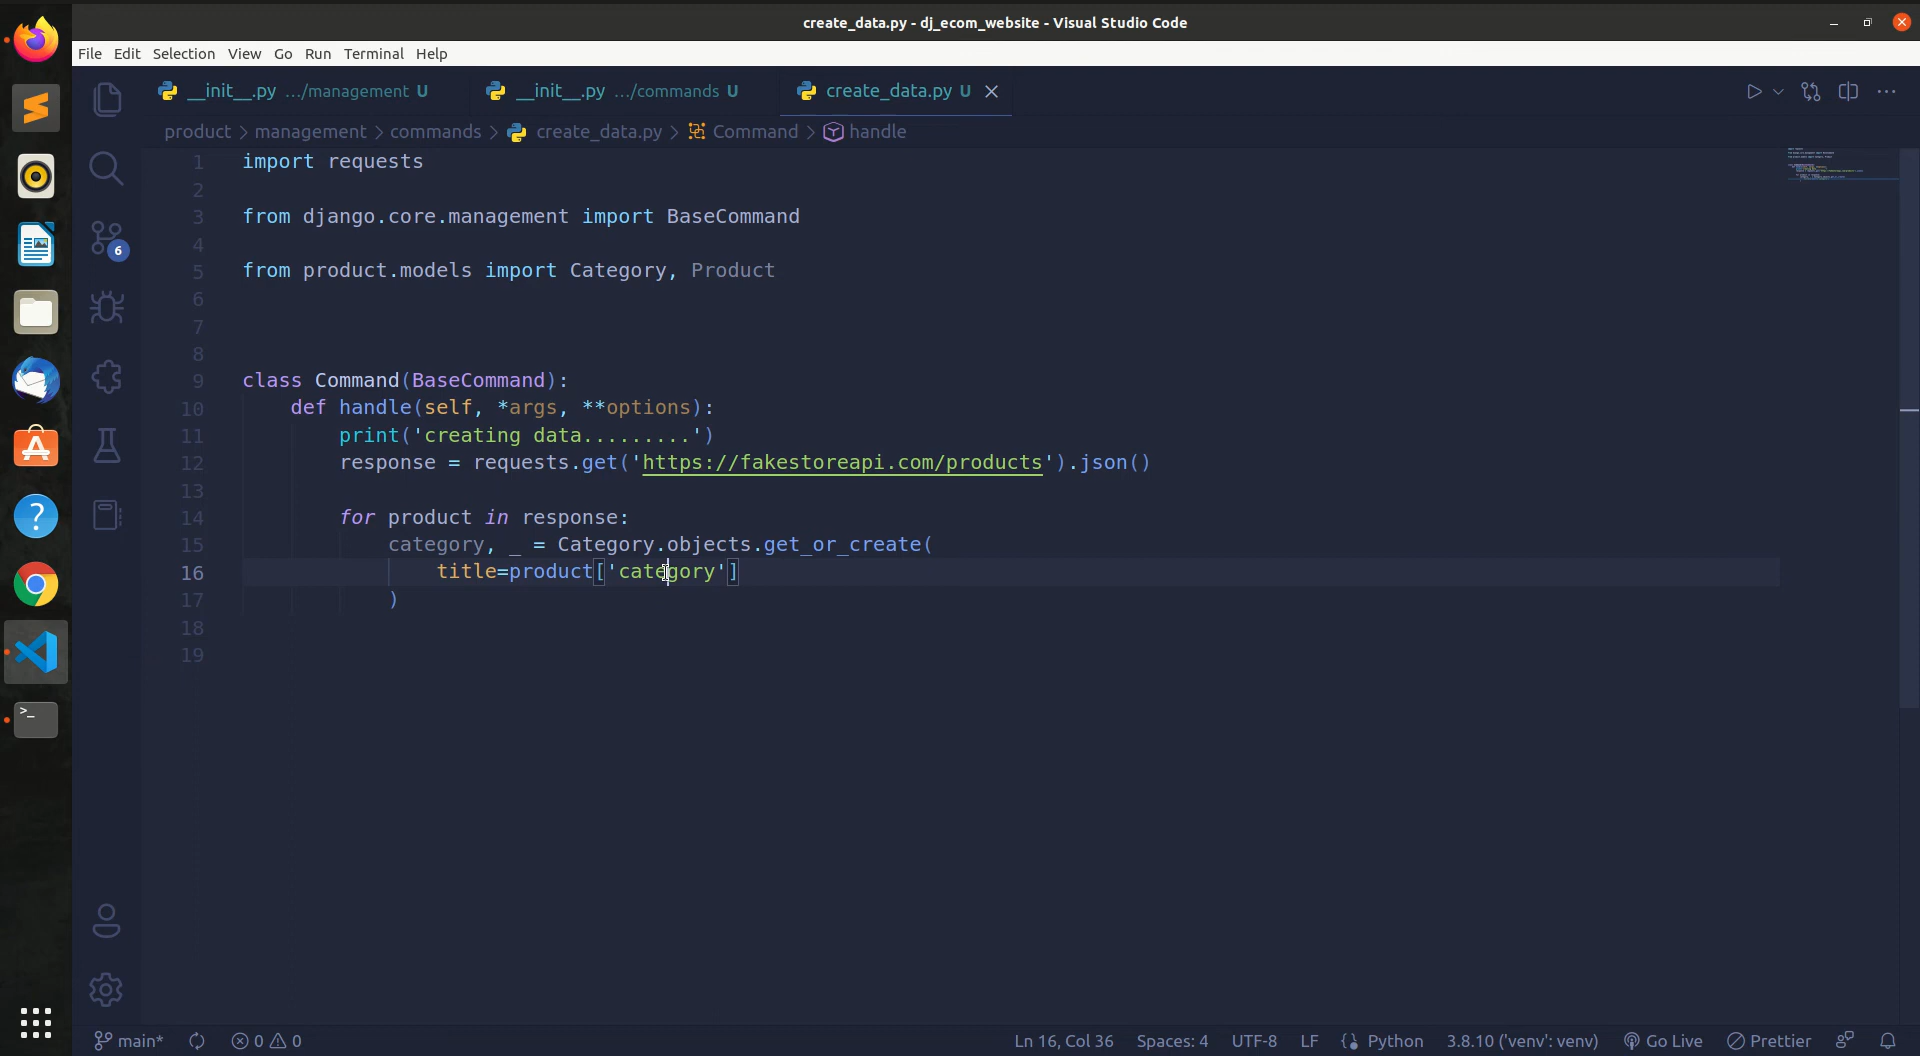 create_data.py - dj_ecom_website - Visual Studio Code
File Edit Selection View Go Run Terminal Help
__init__.py .../management U __init__.py .../commands U create_data.py U
product > management > commands > create_data.py > Command > handle
1 import requests
2
3 from django.core.management import BaseCommand
4
5 from product.models import Category, Product
6
7
8
9 class Command(BaseCommand):
10 def handle(self, *args, **options):
11 print('creating data.........')
12 response = requests.get('https://fakestoreapi.com/products').json()
13
14 for product in response:
15 category, _ = Category.objects.get_or_create(
16 title=product['category']
17 )
18
19
6
main* 0 0 Ln 16, Col 36 Spaces: 4 UTF-8 LF Python 3.8.10 ('venv': venv) Go Live Prettier